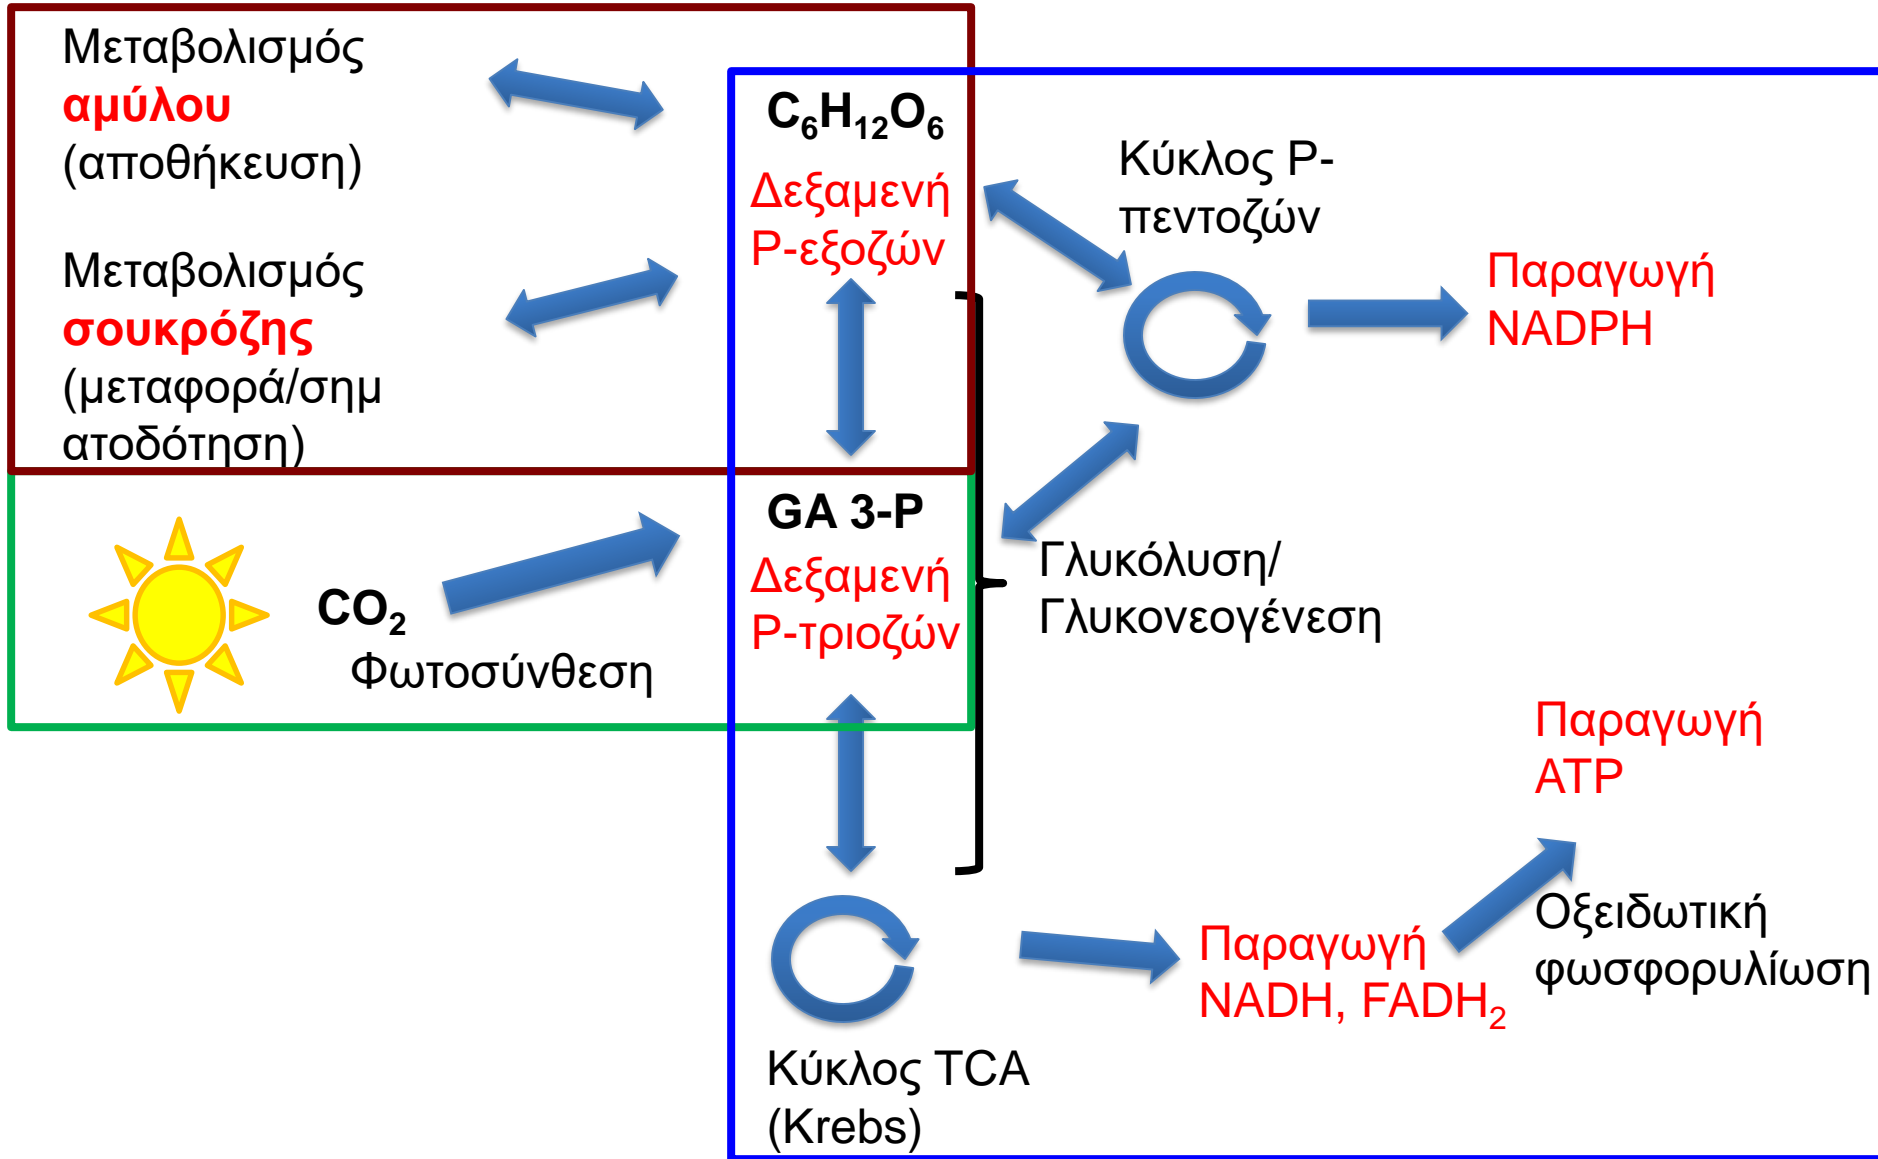 Μεταβολισμός
αμύλου
(αποθήκευση)
Μεταβολισμός
σουκρόζης
(μεταφορά/σημ
ατοδότηση)
C₆H₁₂O₆
Δεξαμενή
P-εξοζών
Κύκλος P-
πεντοζών
Παραγωγή
NADPH
CO₂
Φωτοσύνθεση
GA 3-P
Δεξαμενή
P-τριοζών
Γλυκόλυση/
Γλυκονεογένεση
Παραγωγή
ATP
Οξειδωτική
φωσφορυλίωση
Παραγωγή
NADH, FADH₂
Κύκλος TCA
(Krebs)